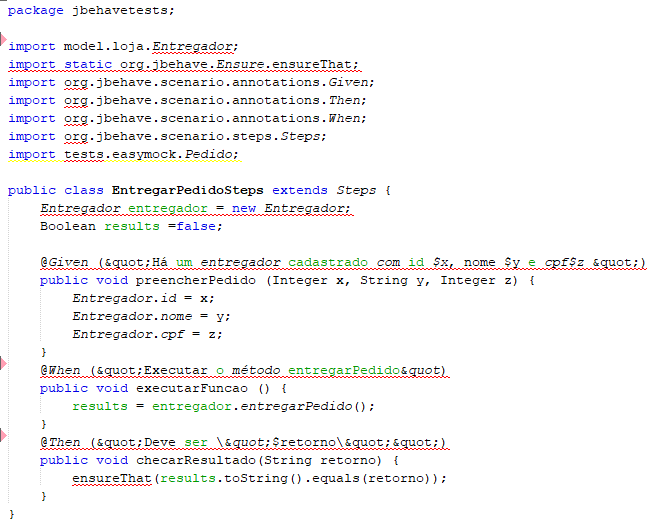 package jbehavetests;
import model.loja.Entregador;
import static org.jbehave.Ensure.ensureThat;
import org.jbehave.scenario.annotations.Given;
import org.jbehave.scenario.annotations.Then;
import org.jbehave.scenario.annotations.When;
import org.jbehave.scenario.steps.Steps;
import tests.easymock.Pedido;
public class EntregarPedidoSteps extends Steps {
Entregador entregador = new Entregador;
Boolean results =false;
@Given (&quot;Há um entregador cadastrado com id $x, nome $y e cpf$z &quot;)
public void preencherPedido (Integer x, String y, Integer z) {
Entregador.id = x;
Entregador.nome = y;
Entregador.cpf = z;
}
@When (&quot;Executar o método entregarPedido&quot)
public void executarFuncao () {
results = entregador.entregarPedido();
}
@Then (&quot;Deve ser \&quot;$retorno\&quot;&quot;)
public void checarResultado(String retorno) {
ensureThat(results.toString().equals(retorno));
}
}